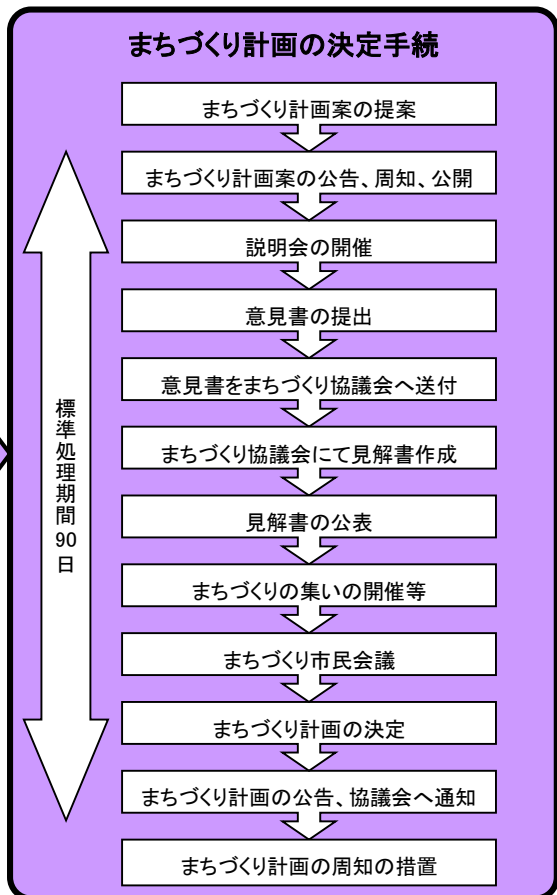 まちづくり計画の決定手続
まちづくり計画案の提案
まちづくり計画案の公告、周知、公開
説明会の開催
意見書の提出
意見書をまちづくり協議会へ送付
まちづくり協議会にて見解書作成
見解書の公表
まちづくりの集いの開催等
まちづくり市民会議
まちづくり計画の決定
まちづくり計画の公告、協議会へ通知
まちづくり計画の周知の措置
標準処理期間90日